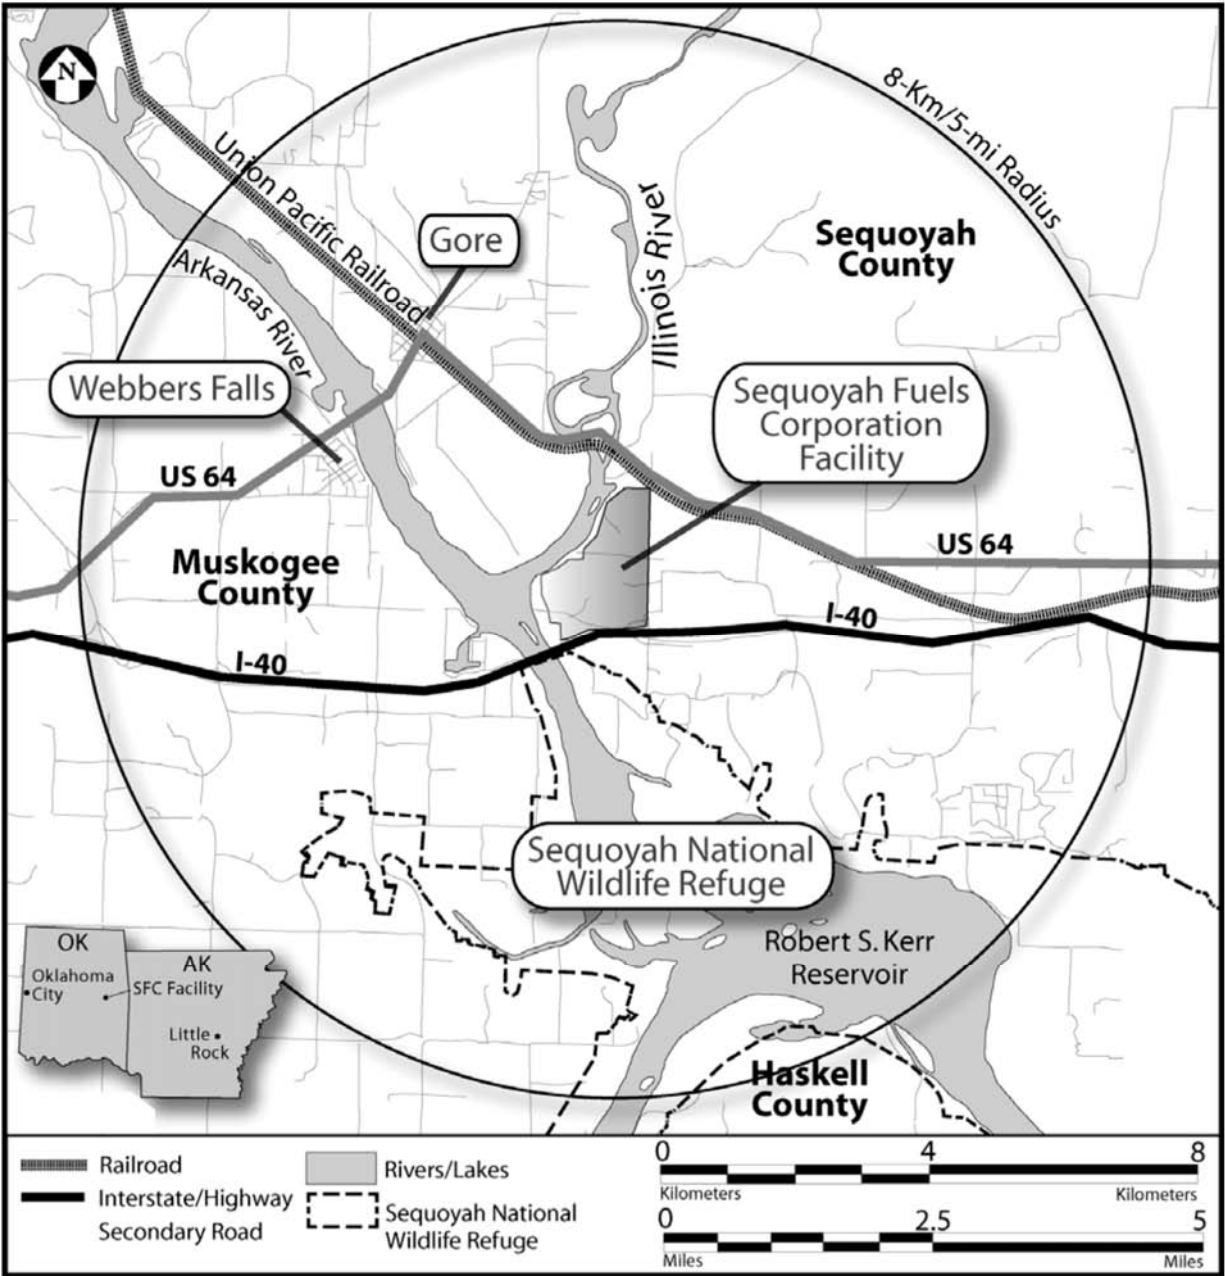 N
8-Km/5-mi Radius
Union Pacific Railroad
Gore
Illinois River
Sequoyah
County
Arkansas River
Webbers Falls
Sequoyah Fuels
Corporation
Facility
US 64
US 64
Muskogee
County
I-40
I-40
Sequoyah National
Wildlife Refuge
Robert S. Kerr
Reservoir
OK
Oklahoma
City
AK
SFC Facility
Little
Rock
Haskell
County
Railroad
Interstate/Highway
Secondary Road
Rivers/Lakes
Sequoyah National
Wildlife Refuge
0 4 8
Kilometers Kilometers
0 2.5 5
Miles Miles